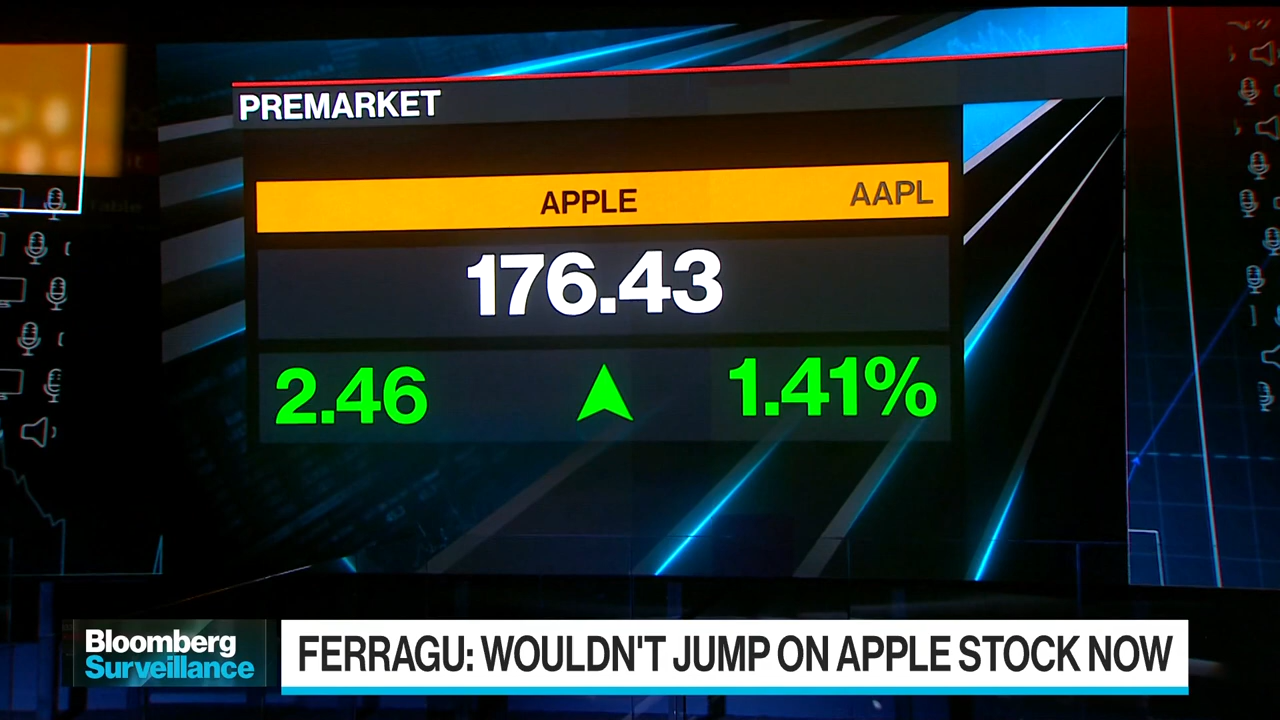 PREMARKET
APPLE
AAPL
176.43
2.46
1.41%
Bloomberg
Surveillance
FERRAGU: WOULDN'T JUMP ON APPLE STOCK NOW